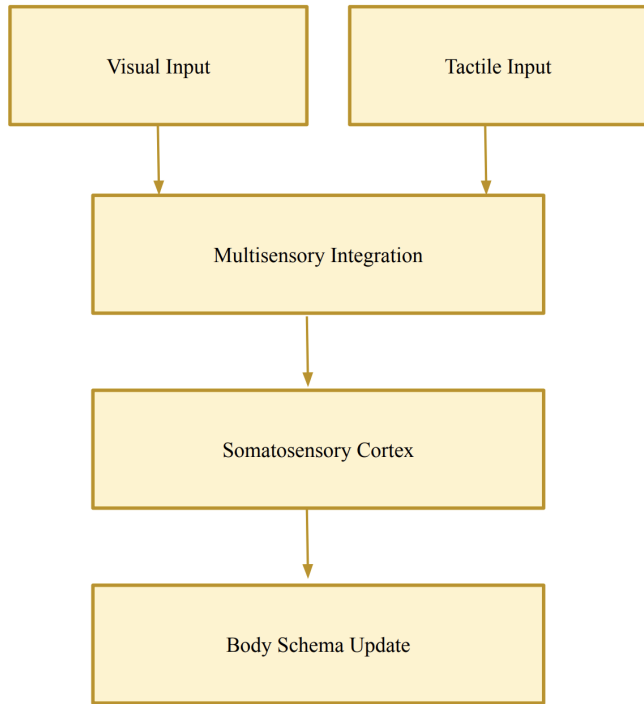 Visual Input
Tactile Input
Multisensory Integration
Somatosensory Cortex
Body Schema Update